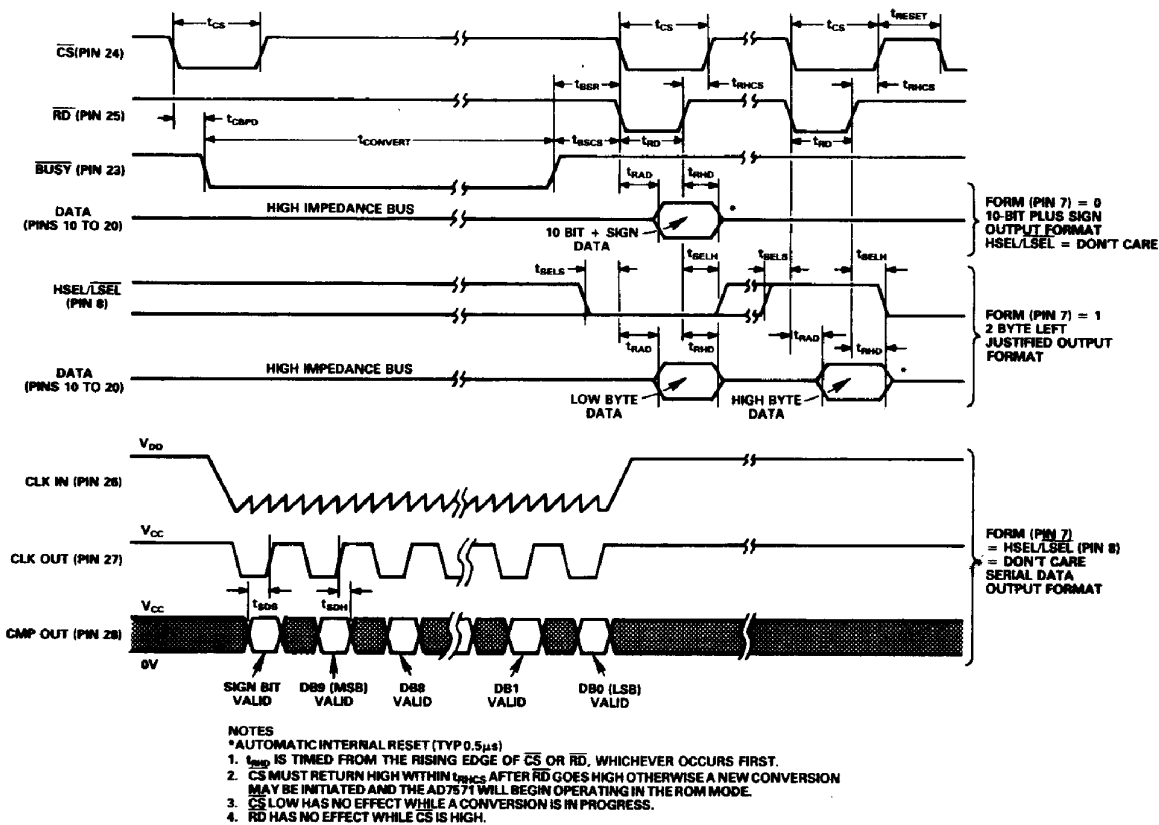 tCS tCS tCS tRESET
CS(PIN 24)
tBSR tRHCS tRHCS
RD (PIN 25)
tCBPD
tCONVERT tBSCS tRD tRD
BUSY (PIN 23)
tRAD tRHD
DATA
(PINS 10 TO 20)
HIGH IMPEDANCE BUS
*
10 BIT + SIGN
DATA
FORM (PIN 7) = 0
10-BIT PLUS SIGN
OUTPUT FORMAT
HSEL/LSEL = DON'T CARE
tSELS tSELH tSELS tSELH
HSEL/LSEL
(PIN 8)
tRAD tRHD tRAD tRHD
FORM (PIN 7) = 1
2 BYTE LEFT
JUSTIFIED OUTPUT
FORMAT
DATA
(PINS 10 TO 20)
HIGH IMPEDANCE BUS
*
LOW BYTE
DATA
HIGH BYTE
DATA
VDD
CLK IN (PIN 26)
VCC
CLK OUT (PIN 27)
tSDS tSDH
VCC
CMP OUT (PIN 28)
0V
SIGN BIT
VALID
DB9 (MSB)
VALID
DB8
VALID
DB1
VALID
DB0 (LSB)
VALID
FORM (PIN 7)
= HSEL/LSEL (PIN 8)
= DON'T CARE
SERIAL DATA
OUTPUT FORMAT
NOTES
*AUTOMATIC INTERNAL RESET (TYP 0.5µs)
1. tRHD IS TIMED FROM THE RISING EDGE OF CS OR RD, WHICHEVER OCCURS FIRST.
2. CS MUST RETURN HIGH WITHIN tRHCS AFTER RD GOES HIGH OTHERWISE A NEW CONVERSION
MAY BE INITIATED AND THE AD7571 WILL BEGIN OPERATING IN THE ROM MODE.
3. CS LOW HAS NO EFFECT WHILE A CONVERSION IS IN PROGRESS.
4. RD HAS NO EFFECT WHILE CS IS HIGH.